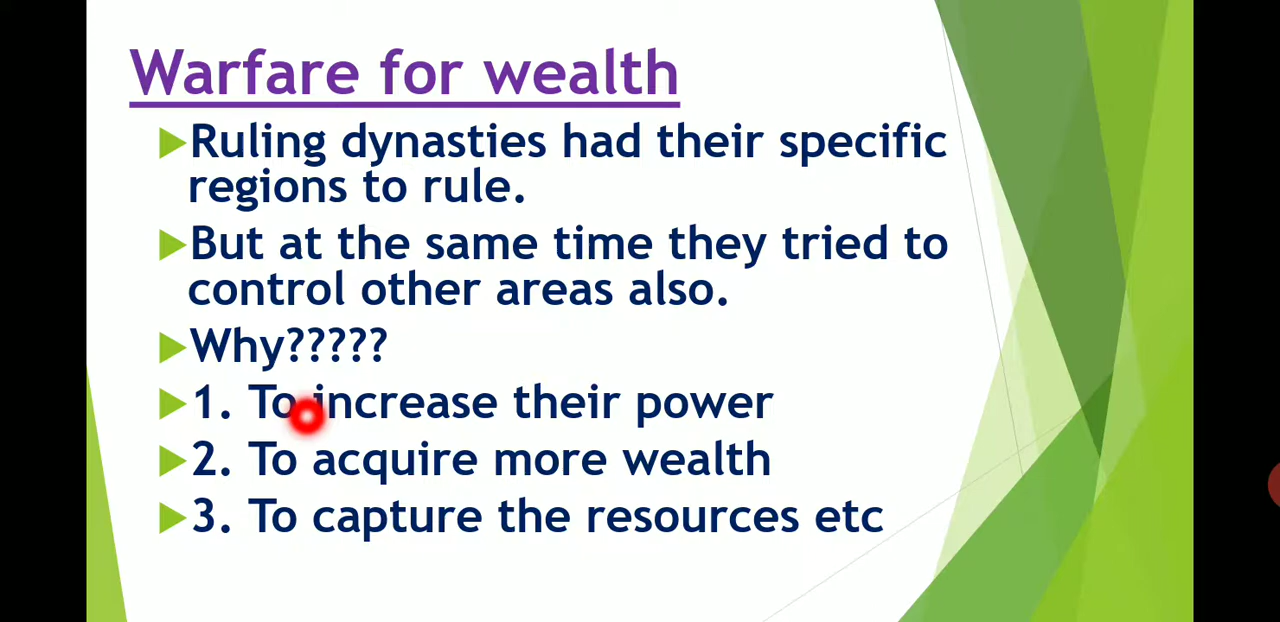 Warfare for wealth
Ruling dynasties had their specific
regions to rule.
But at the same time they tried to
control other areas also.
Why?????
1. To increase their power
2. To acquire more wealth
3. To capture the resources etc